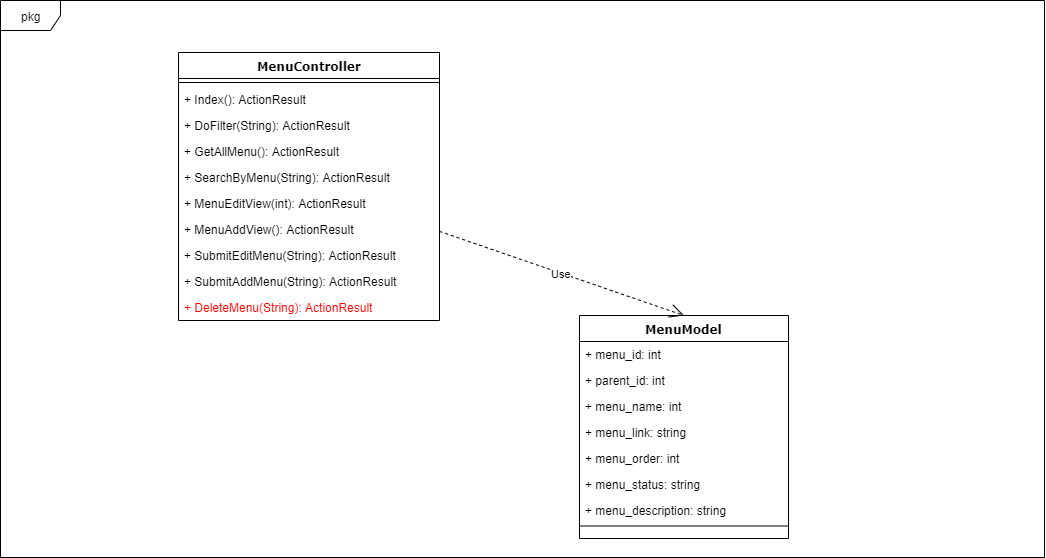 pkg
MenuController
+ Index(): ActionResult
+ DoFilter(String): ActionResult
+ GetAllMenu(): ActionResult
+ SearchByMenu(String): ActionResult
+ MenuEditView(int): ActionResult
+ MenuAddView(): ActionResult
+ SubmitEditMenu(String): ActionResult
+ SubmitAddMenu(String): ActionResult
+ DeleteMenu(String): ActionResult
Use
MenuModel
+ menu_id: int
+ parent_id: int
+ menu_name: int
+ menu_link: string
+ menu_order: int
+ menu_status: string
+ menu_description: string